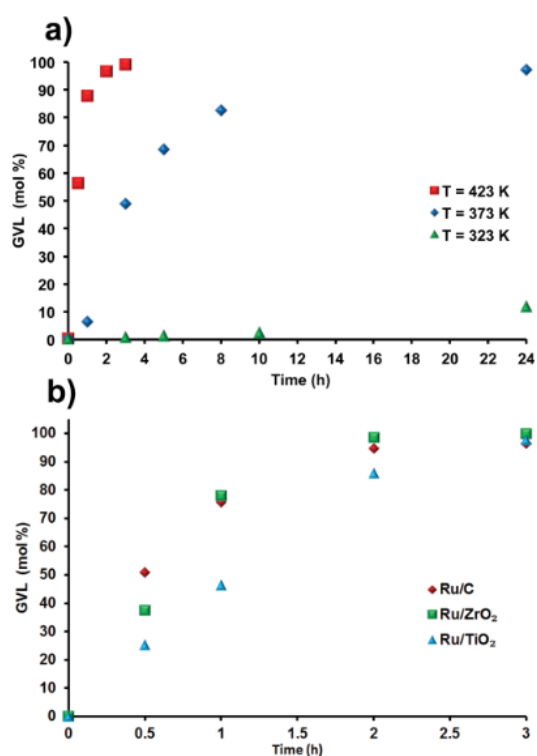 a)
100
90
80
70
60
50
40
30
20
10
0
GVL (mol %)
T = 423 K
T = 373 K
T = 323 K
0 2 4 6 8 10 12 14 16 18 20 22 24
Time (h)
b)
100
90
80
70
60
50
40
30
20
10
0
GVL (mol %)
Ru/C
Ru/ZrO₂
Ru/TiO₂
0 0.5 1 1.5 2 2.5 3
Time (h)